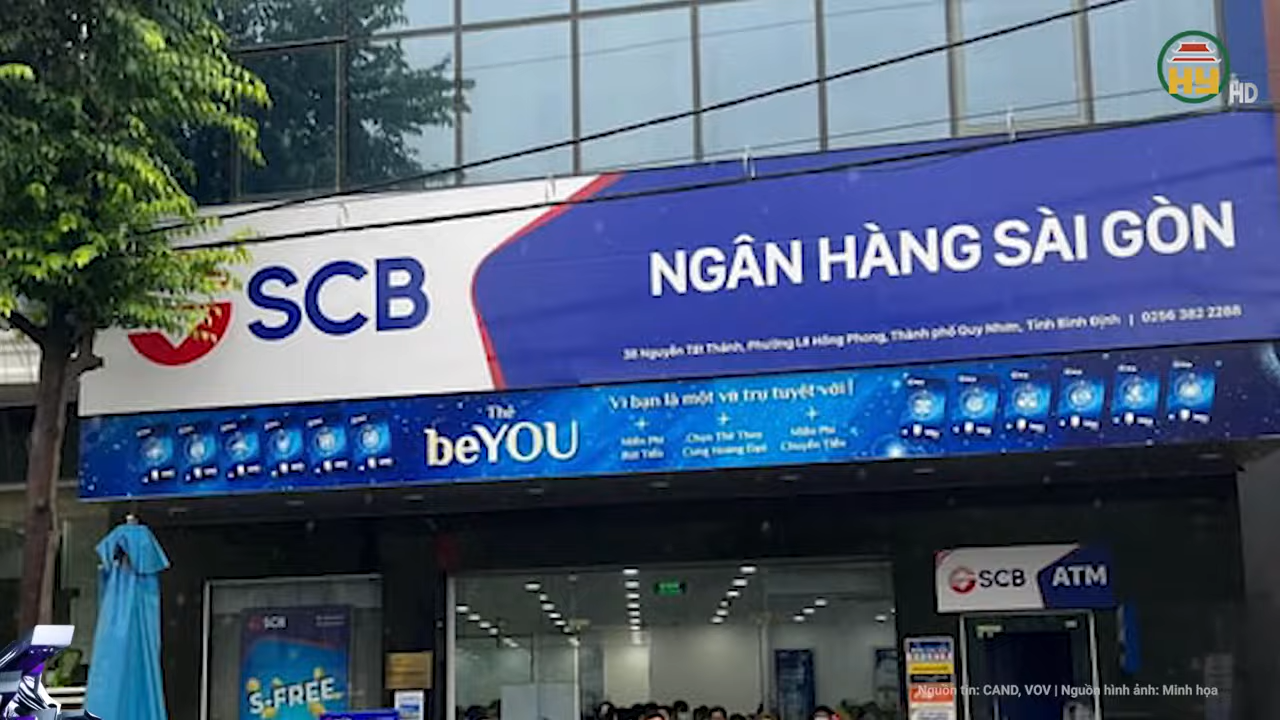 HY
HD
SCB
NGÂN HÀNG SÀI GÒN
38 Nguyễn Tất Thành, Phường Lê Hồng Phong, Thành phố Quy Nhơn, Tỉnh Bình Định | 0256 382 2288
Thẻ
beYOU
Vì bạn là một vũ trụ tuyệt vời!
+ + +
Miễn Phí
Rút Tiền
Chọn Thẻ Theo
Cung Hoàng Đạo
Miễn Phí
Chuyển Tiền
SCB ATM
SCB
S-FREE
Nguồn tin: CAND, VOV | Nguồn hình ảnh: Minh họa